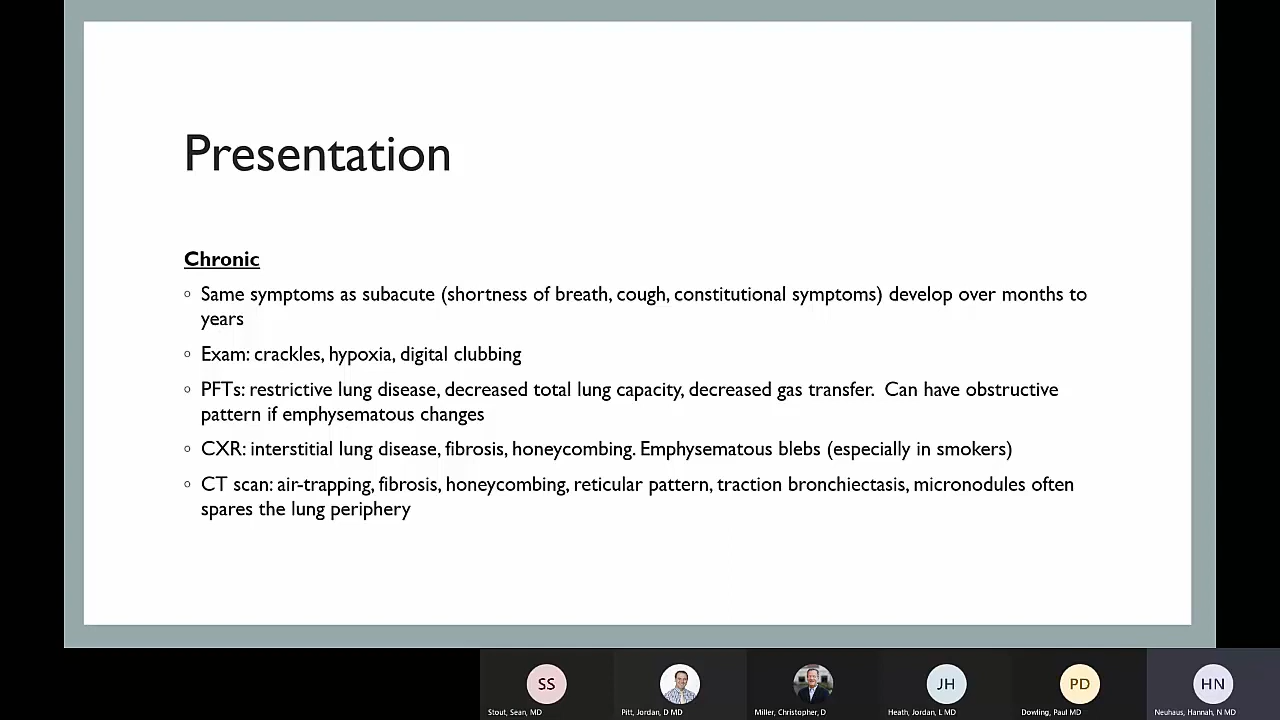 Presentation
Chronic
Same symptoms as subacute (shortness of breath, cough, constitutional symptoms) develop over months to
years
Exam: crackles, hypoxia, digital clubbing
PFTs: restrictive lung disease, decreased total lung capacity, decreased gas transfer.  Can have obstructive
pattern if emphysematous changes
CXR: interstitial lung disease, fibrosis, honeycombing. Emphysematous blebs (especially in smokers)
CT scan: air-trapping, fibrosis, honeycombing, reticular pattern, traction bronchiectasis, micronodules often
spares the lung periphery
SS
JH
PD
HN
Stout, Sean, MD
Pitt, Jordan, D MD
Miller, Christopher, D
Heath, Jordan, L MD
Dowling, Paul MD
Neuhaus, Hannah, N MD